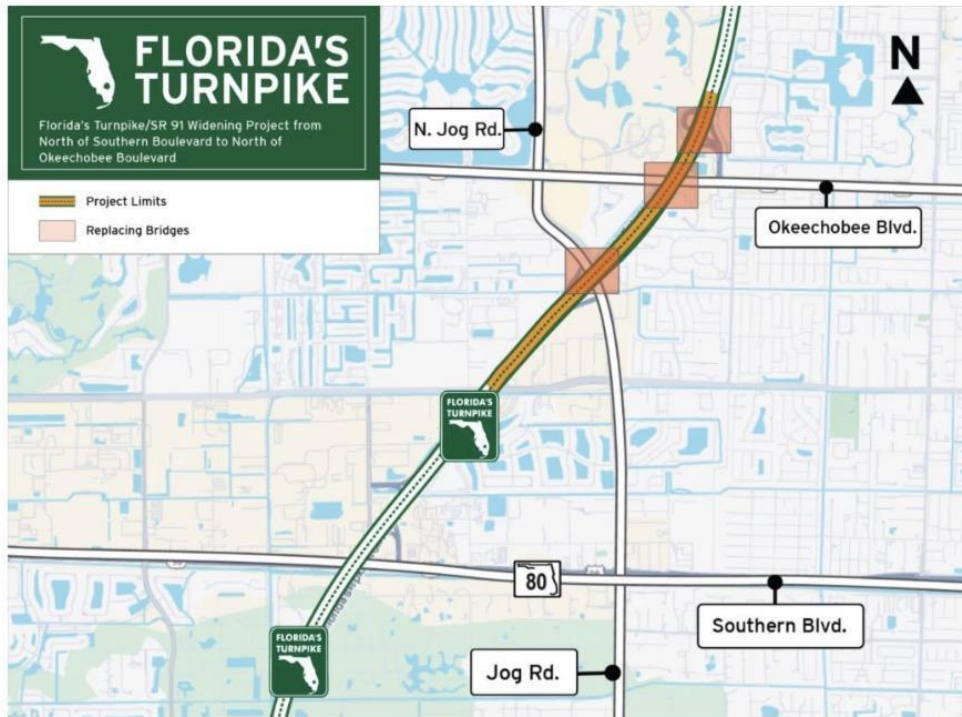 FLORIDA'S
TURNPIKE
Florida's Turnpike/SR 91 Widening Project from
North of Southern Boulevard to North of
Okeechobee Boulevard
Project Limits
Replacing Bridges
N
N. Jog Rd.
Okeechobee Blvd.
FLORIDA'S
TURNPIKE
80
Southern Blvd.
FLORIDA'S
TURNPIKE
Jog Rd.